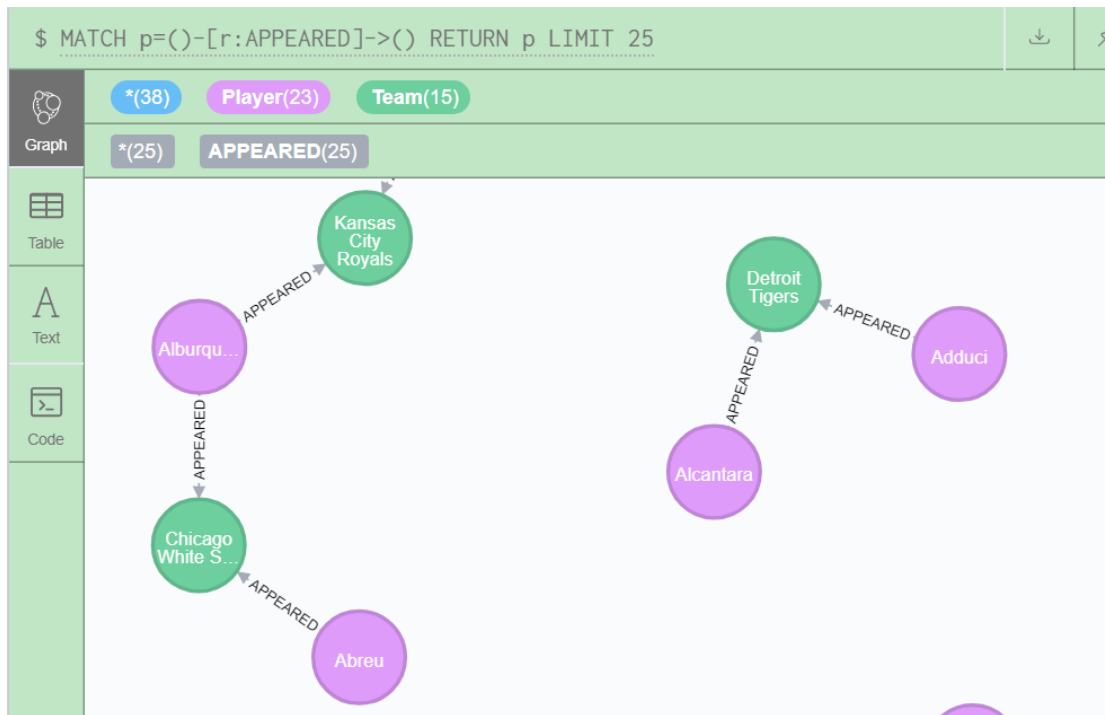 $ MATCH p=()-[r:APPEARED]->() RETURN p LIMIT 25
Graph
*(38) Player(23) Team(15)
*(25) APPEARED(25)
Table
Text
Code
Kansas
City
Royals
APPEARED
Alburqu...
APPEARED
Chicago
White S...
APPEARED
Abreu
Detroit
Tigers
APPEARED
Adduci
APPEARED
Alcantara